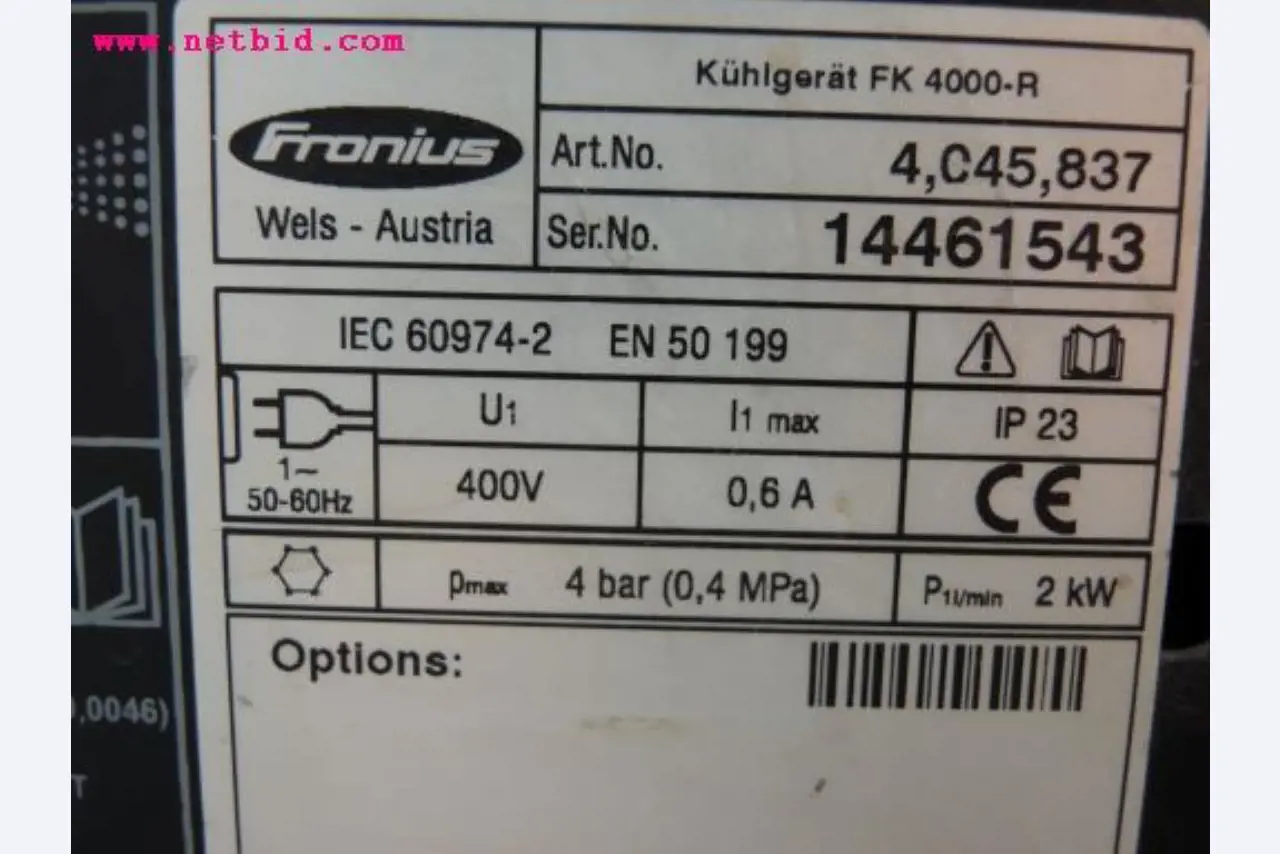 www.netbid.com
Kühlgerät FK 4000-R
Fronius
Wels - Austria
Art.No. 4,C45,837
Ser.No. 14461543
IEC 60974-2 EN 50 199
U1
I1 max
IP 23
1~
50-60Hz
400V
0,6 A
CE
pmax 4 bar (0,4 MPa)
P1l/min 2 kW
Options:
,0046)
T